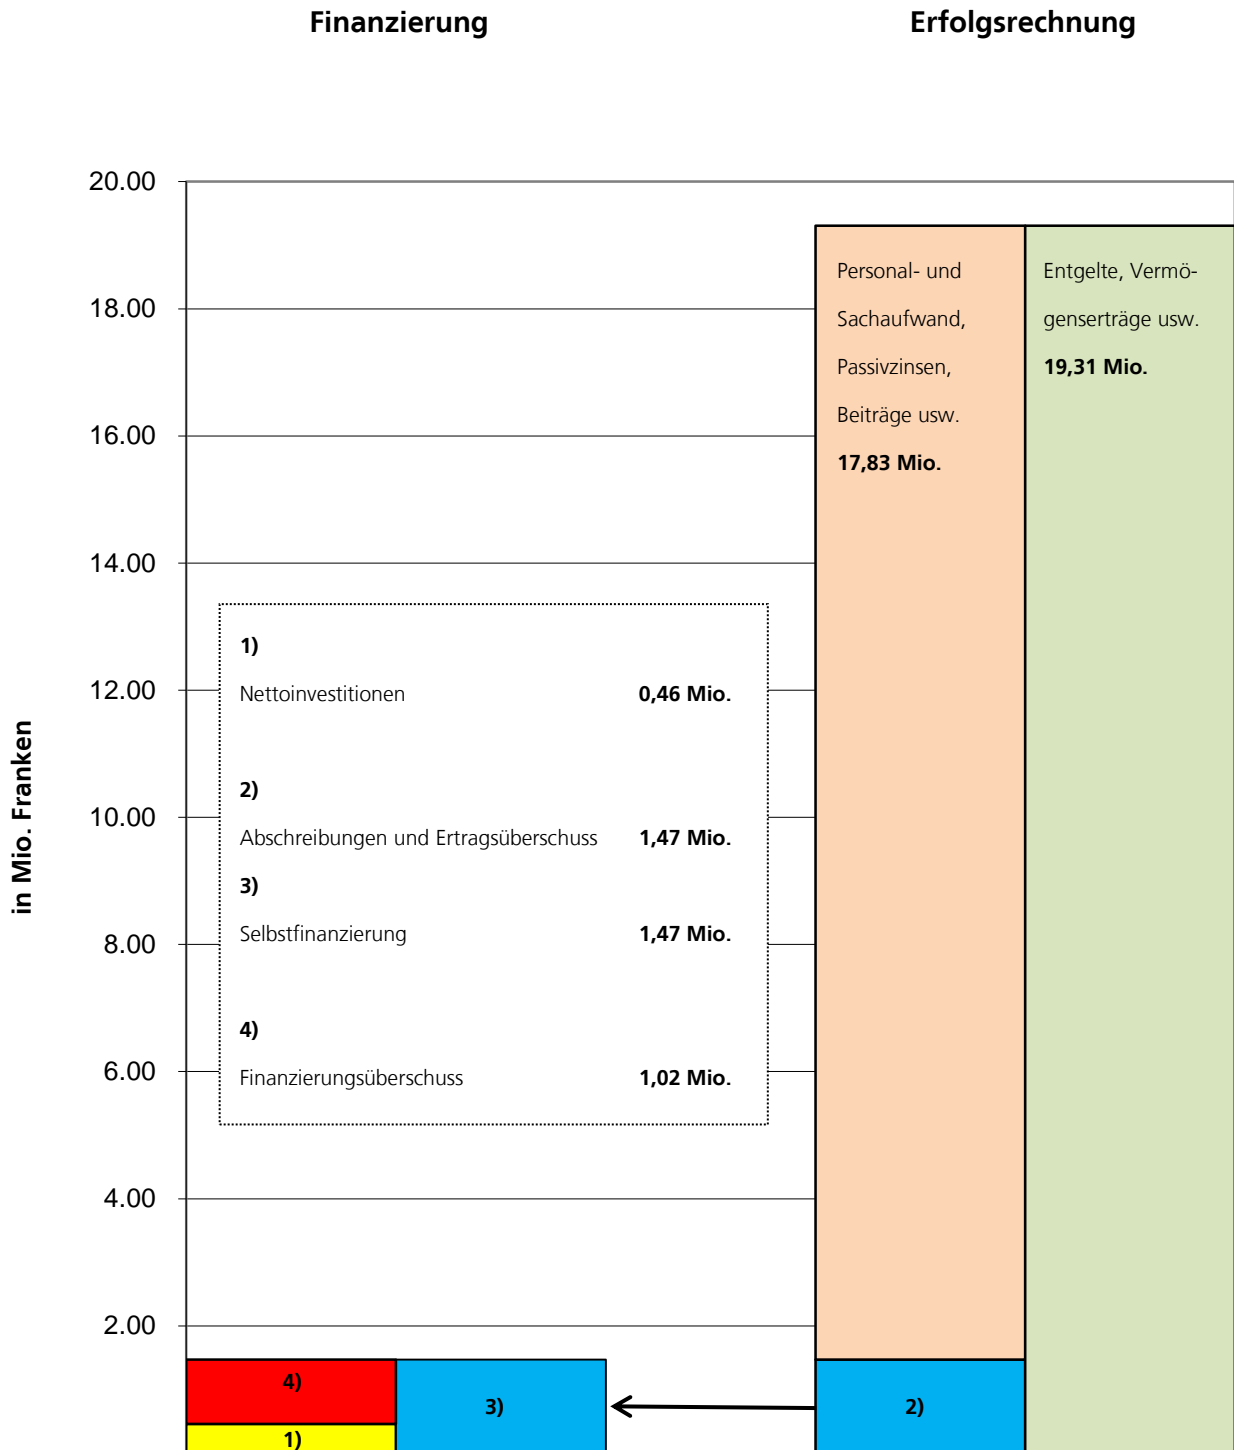 Finanzierung
Erfolgsrechnung
20.00
18.00
16.00
14.00
12.00
10.00
8.00
6.00
4.00
2.00
in Mio. Franken
Personal- und
Sachaufwand,
Passivzinsen,
Beiträge usw.
17,83 Mio.
Entgelte, Vermö-
genserträge usw.
19,31 Mio.
1)
Nettoinvestitionen 0,46 Mio.
2)
Abschreibungen und Ertragsüberschuss 1,47 Mio.
3)
Selbstfinanzierung 1,47 Mio.
4)
Finanzierungsüberschuss 1,02 Mio.
4)
3)
2)
1)